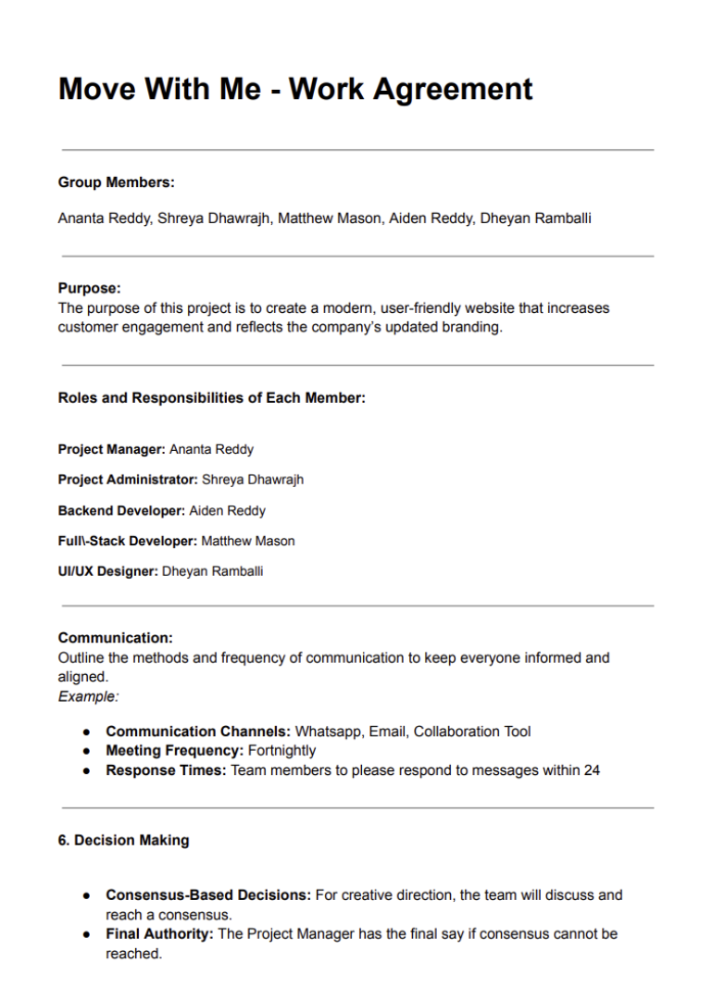 Move With Me - Work Agreement
Group Members:
Ananta Reddy, Shreya Dhawrajh, Matthew Mason, Aiden Reddy, Dheyan Ramballi
Purpose:
The purpose of this project is to create a modern, user-friendly website that increases
customer engagement and reflects the company’s updated branding.
Roles and Responsibilities of Each Member:
Project Manager: Ananta Reddy
Project Administrator: Shreya Dhawrajh
Backend Developer: Aiden Reddy
Full\-Stack Developer: Matthew Mason
UI/UX Designer: Dheyan Ramballi
Communication:
Outline the methods and frequency of communication to keep everyone informed and
aligned.
Example:
● Communication Channels: Whatsapp, Email, Collaboration Tool
● Meeting Frequency: Fortnightly
● Response Times: Team members to please respond to messages within 24
6. Decision Making
● Consensus-Based Decisions: For creative direction, the team will discuss and
reach a consensus.
● Final Authority: The Project Manager has the final say if consensus cannot be
reached.